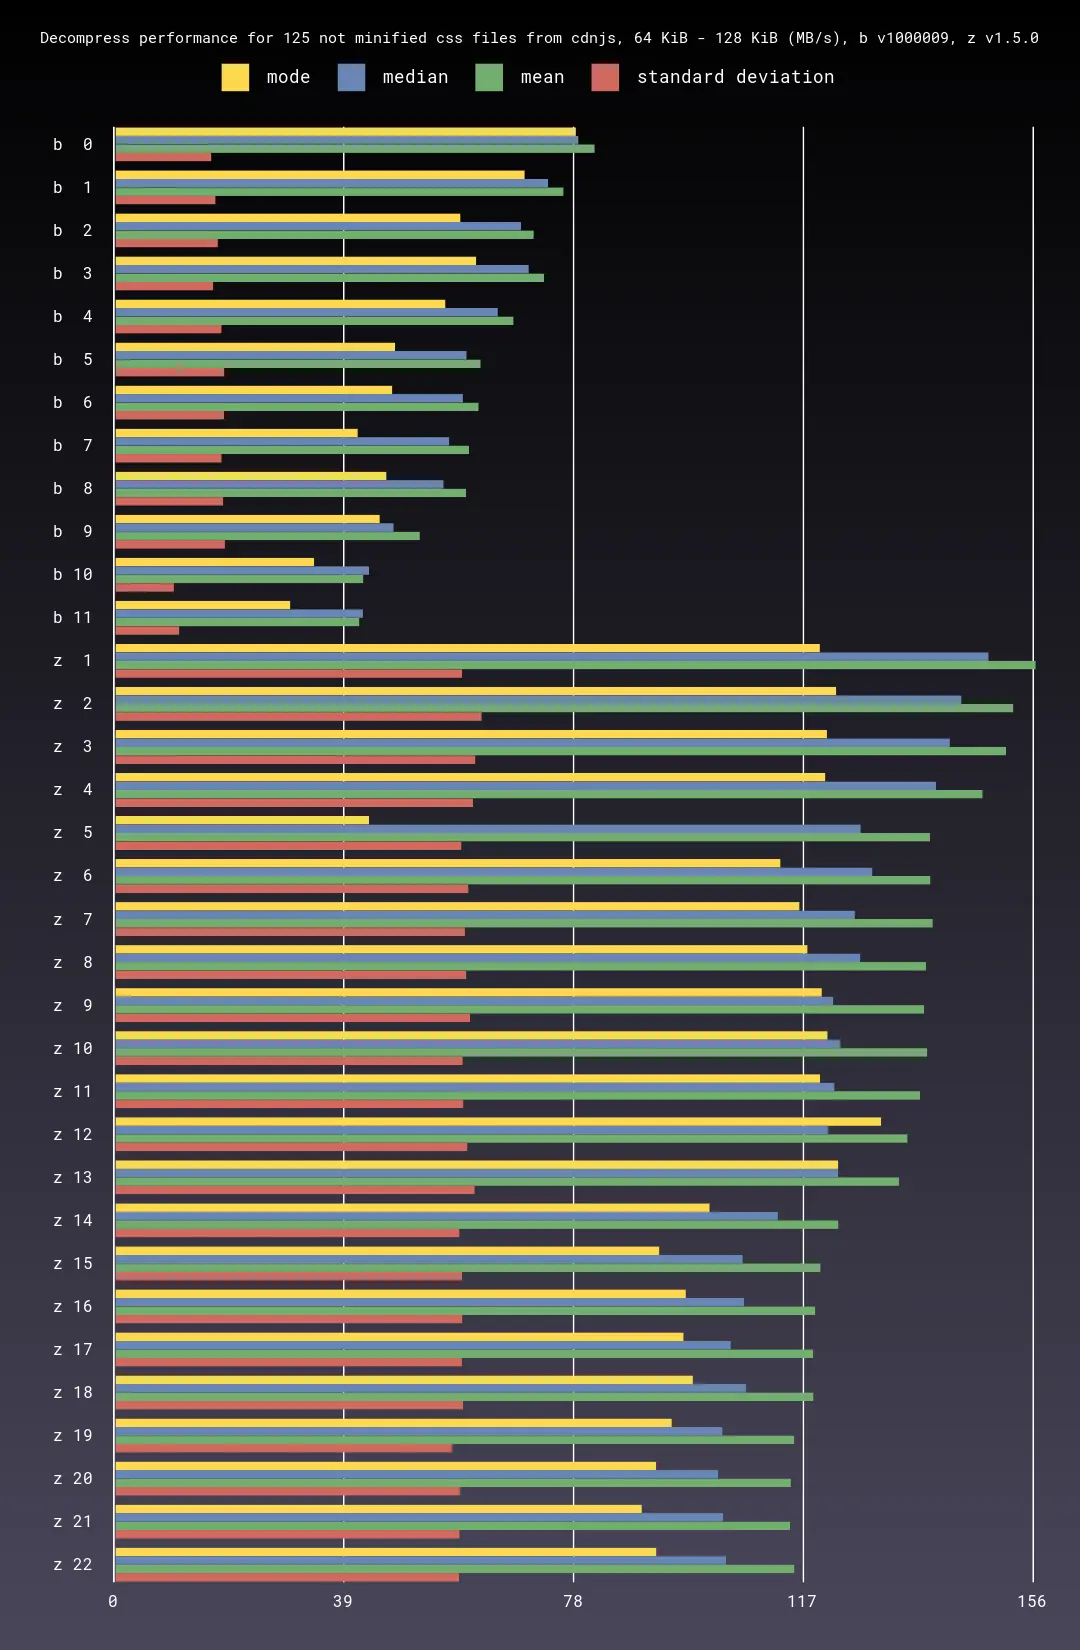 Decompress performance for 125 not minified css files from cdnjs, 64 KiB - 128 KiB (MB/s), b v1000009, z v1.5.0
mode median mean standard deviation
b 0
b 1
b 2
b 3
b 4
b 5
b 6
b 7
b 8
b 9
b 10
b 11
z 1
z 2
z 3
z 4
z 5
z 6
z 7
z 8
z 9
z 10
z 11
z 12
z 13
z 14
z 15
z 16
z 17
z 18
z 19
z 20
z 21
z 22
0 39 78 117 156